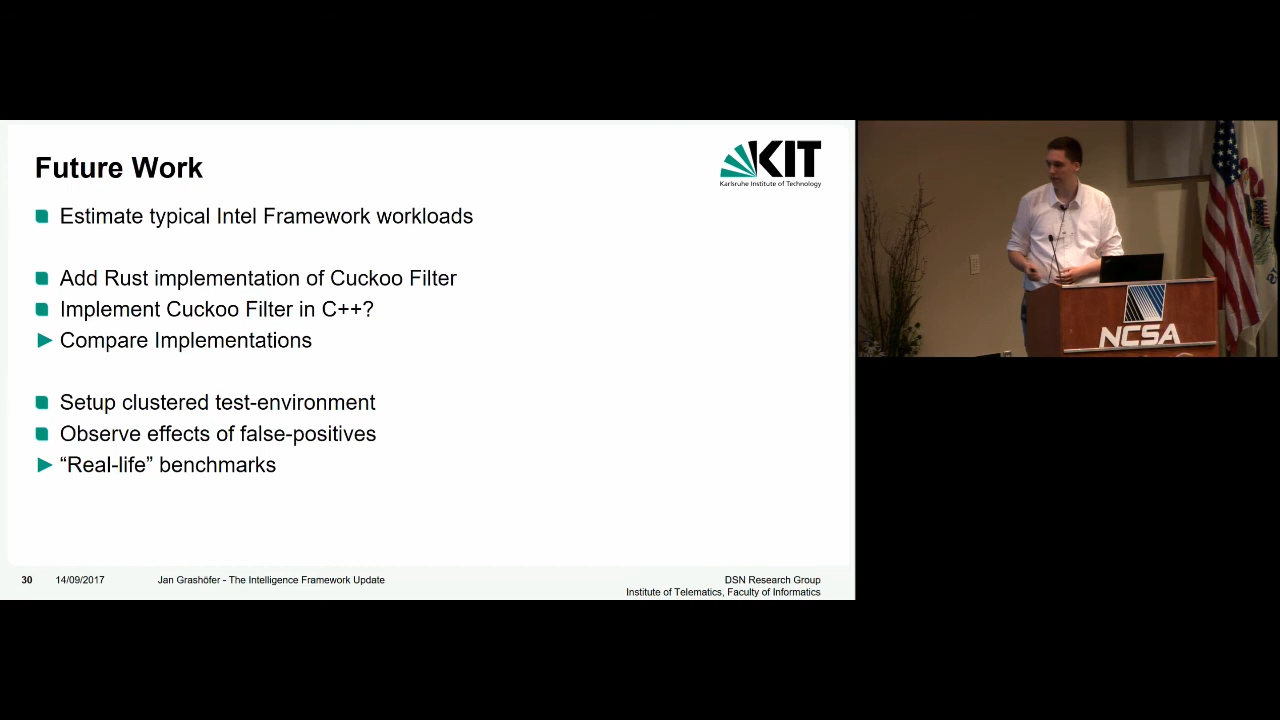 Future Work
KIT
Karlsruhe Institute of Technology
Estimate typical Intel Framework workloads
Add Rust implementation of Cuckoo Filter
Implement Cuckoo Filter in C++?
Compare Implementations
Setup clustered test-environment
Observe effects of false-positives
“Real-life” benchmarks
30 14/09/2017 Jan Grashöfer - The Intelligence Framework Update DSN Research Group
Institute of Telematics, Faculty of Informatics
NCSA